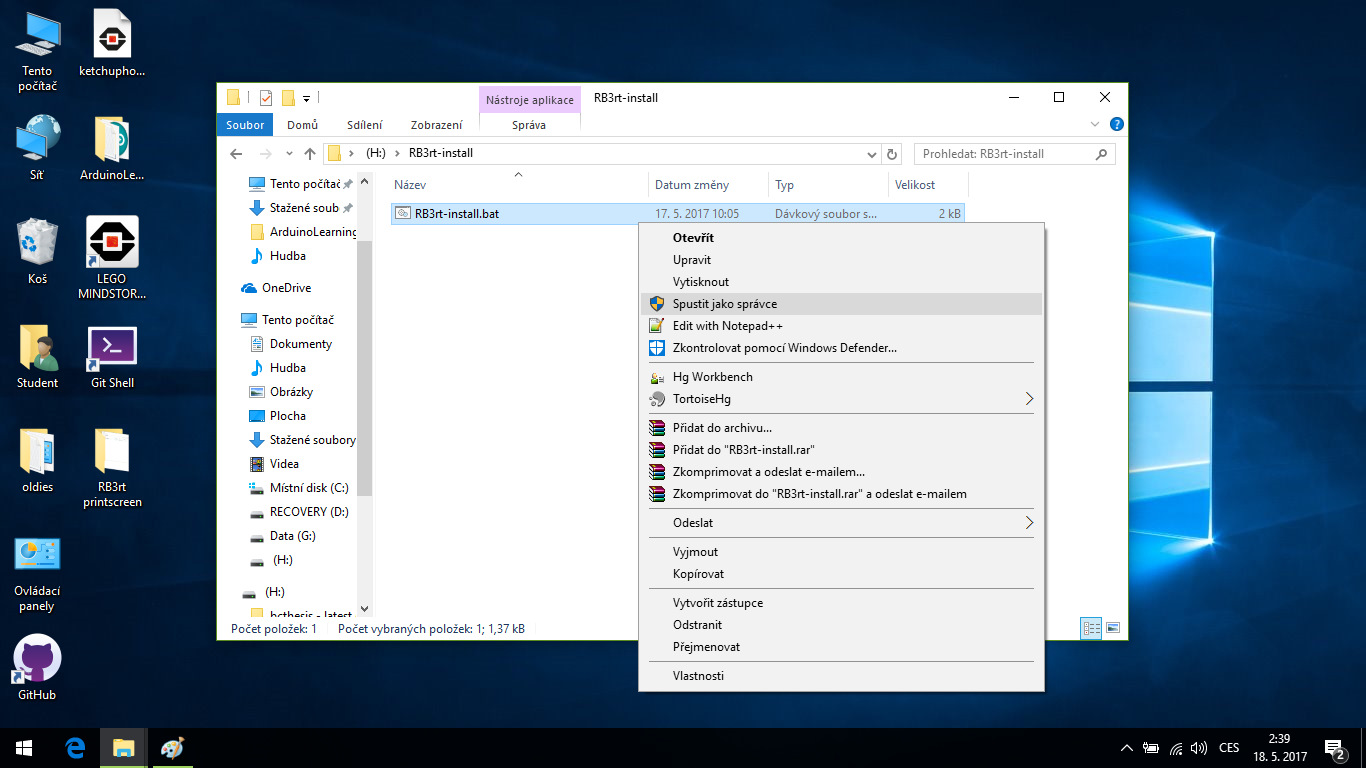 Tento
počítač
ketchupho...
Síť
ArduinoLe...
Koš
LEGO
MINDSTOR...
Student
Git Shell
oldies
RB3rt
printscreen
Ovládací
panely
GitHub
Nástroje aplikace
RB3rt-install
Soubor
Domů
Sdílení
Zobrazení
Správa
(H:)
RB3rt-install
Prohledat: RB3rt-install
Tento počítač
Stažené soub
ArduinoLearning
Hudba
OneDrive
Tento počítač
Dokumenty
Hudba
Obrázky
Plocha
Stažené soubory
Videa
Místní disk (C:)
RECOVERY (D:)
Data (G:)
(H:)
(H:)
bcthesis - latest
Název
Datum změny
Typ
Velikost
RB3rt-install.bat
17. 5. 2017 10:05
Dávkový soubor s...
2 kB
Otevřít
Upravit
Vytisknout
Spustit jako správce
Edit with Notepad++
Zkontrolovat pomocí Windows Defender...
Hg Workbench
TortoiseHg
Přidat do archivu...
Přidat do "RB3rt-install.rar"
Zkomprimovat a odeslat e-mailem...
Zkomprimovat do "RB3rt-install.rar" a odeslat e-mailem
Odeslat
Vyjmout
Kopírovat
Vytvořit zástupce
Odstranit
Přejmenovat
Vlastnosti
Počet položek: 1
Počet vybraných položek: 1; 1,37 kB
CES
2:39
18. 5. 2017
2